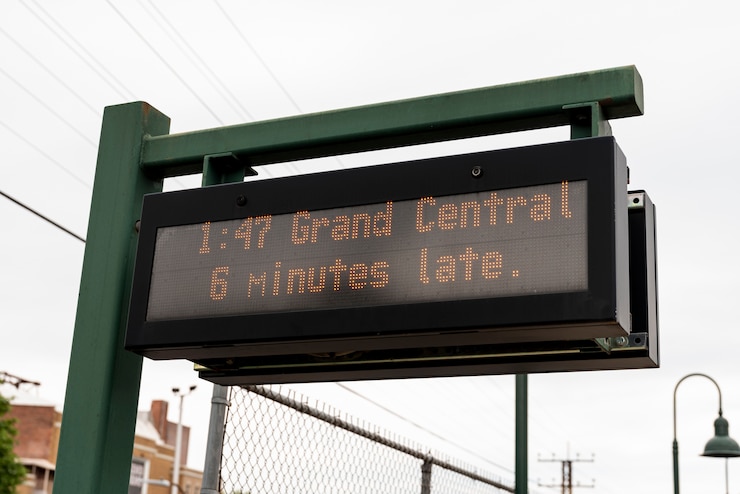 1:47 Grand Central
6 minutes late.